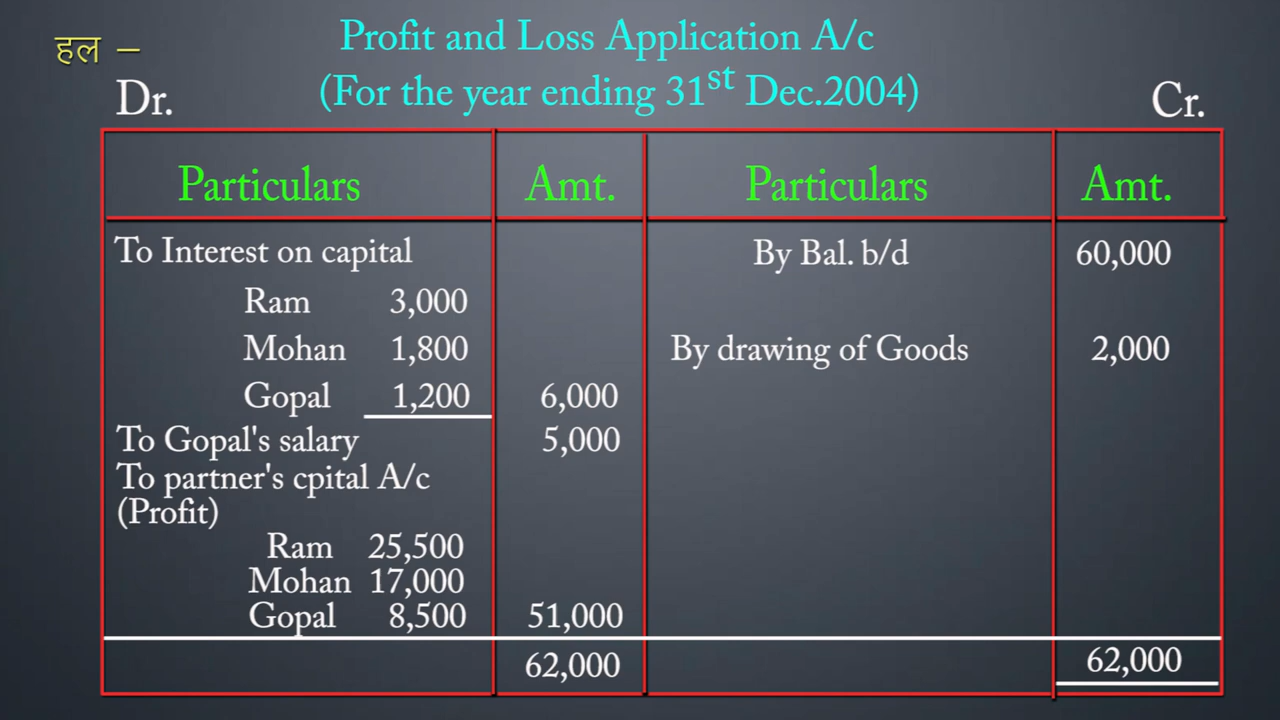 हल –
Profit and Loss Application A/c
(For the year ending 31st Dec.2004)
Dr.
Cr.
Particulars Amt. Particulars Amt.
To Interest on capital By Bal. b/d 60,000
Ram 3,000
Mohan 1,800 By drawing of Goods 2,000
Gopal 1,200 6,000
To Gopal's salary 5,000
To partner's cpital A/c
(Profit)
Ram 25,500
Mohan 17,000
Gopal 8,500 51,000
62,000 62,000